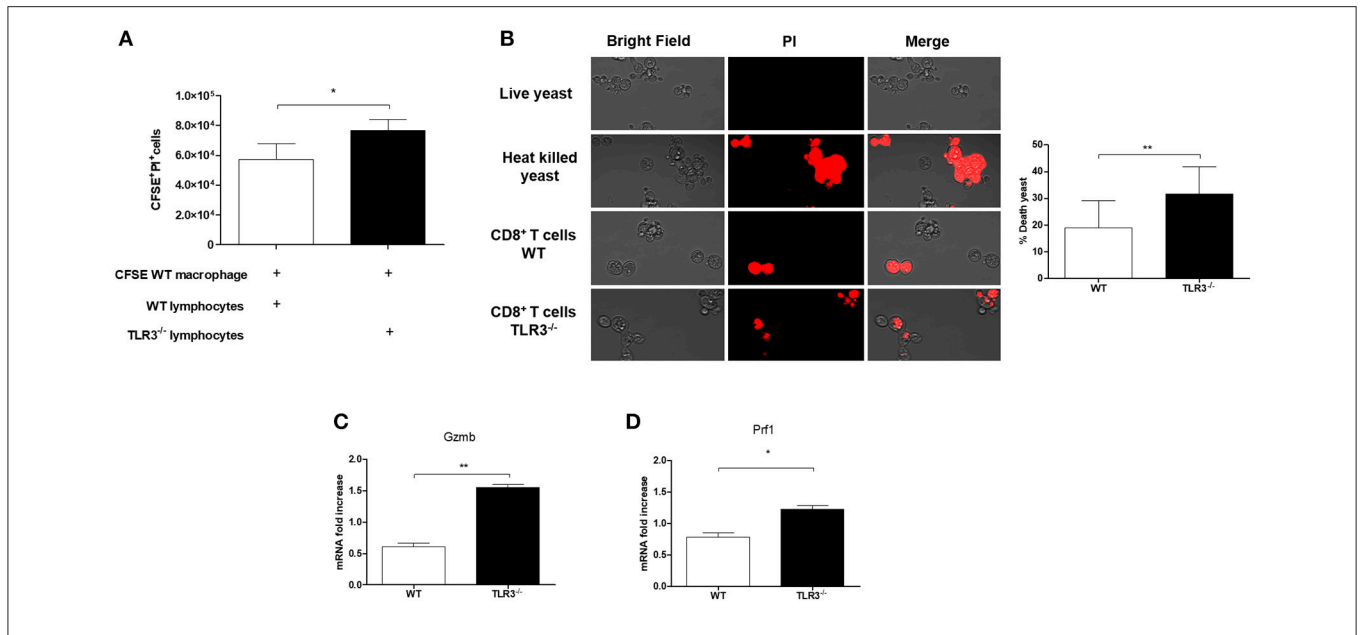 A
CFSE⁺PI⁺cells
1.0×10⁵
8.0×10⁴
6.0×10⁴
4.0×10⁴
2.0×10⁴
0
*
CFSE WT macrophage + +
WT lymphocytes +
TLR3⁻/⁻ lymphocytes +
B
Bright Field PI Merge
Live yeast
Heat killed
yeast
CD8⁺ T cells
WT
CD8⁺ T cells
TLR3⁻/⁻
% Death yeast
50
40
30
20
10
0
**
WT TLR3⁻/⁻
C
Gzmb
mRNA fold increase
2.0
1.5
1.0
0.5
0.0
**
WT TLR3⁻/⁻
D
Prf1
mRNA fold increase
2.0
1.5
1.0
0.5
0.0
*
WT TLR3⁻/⁻